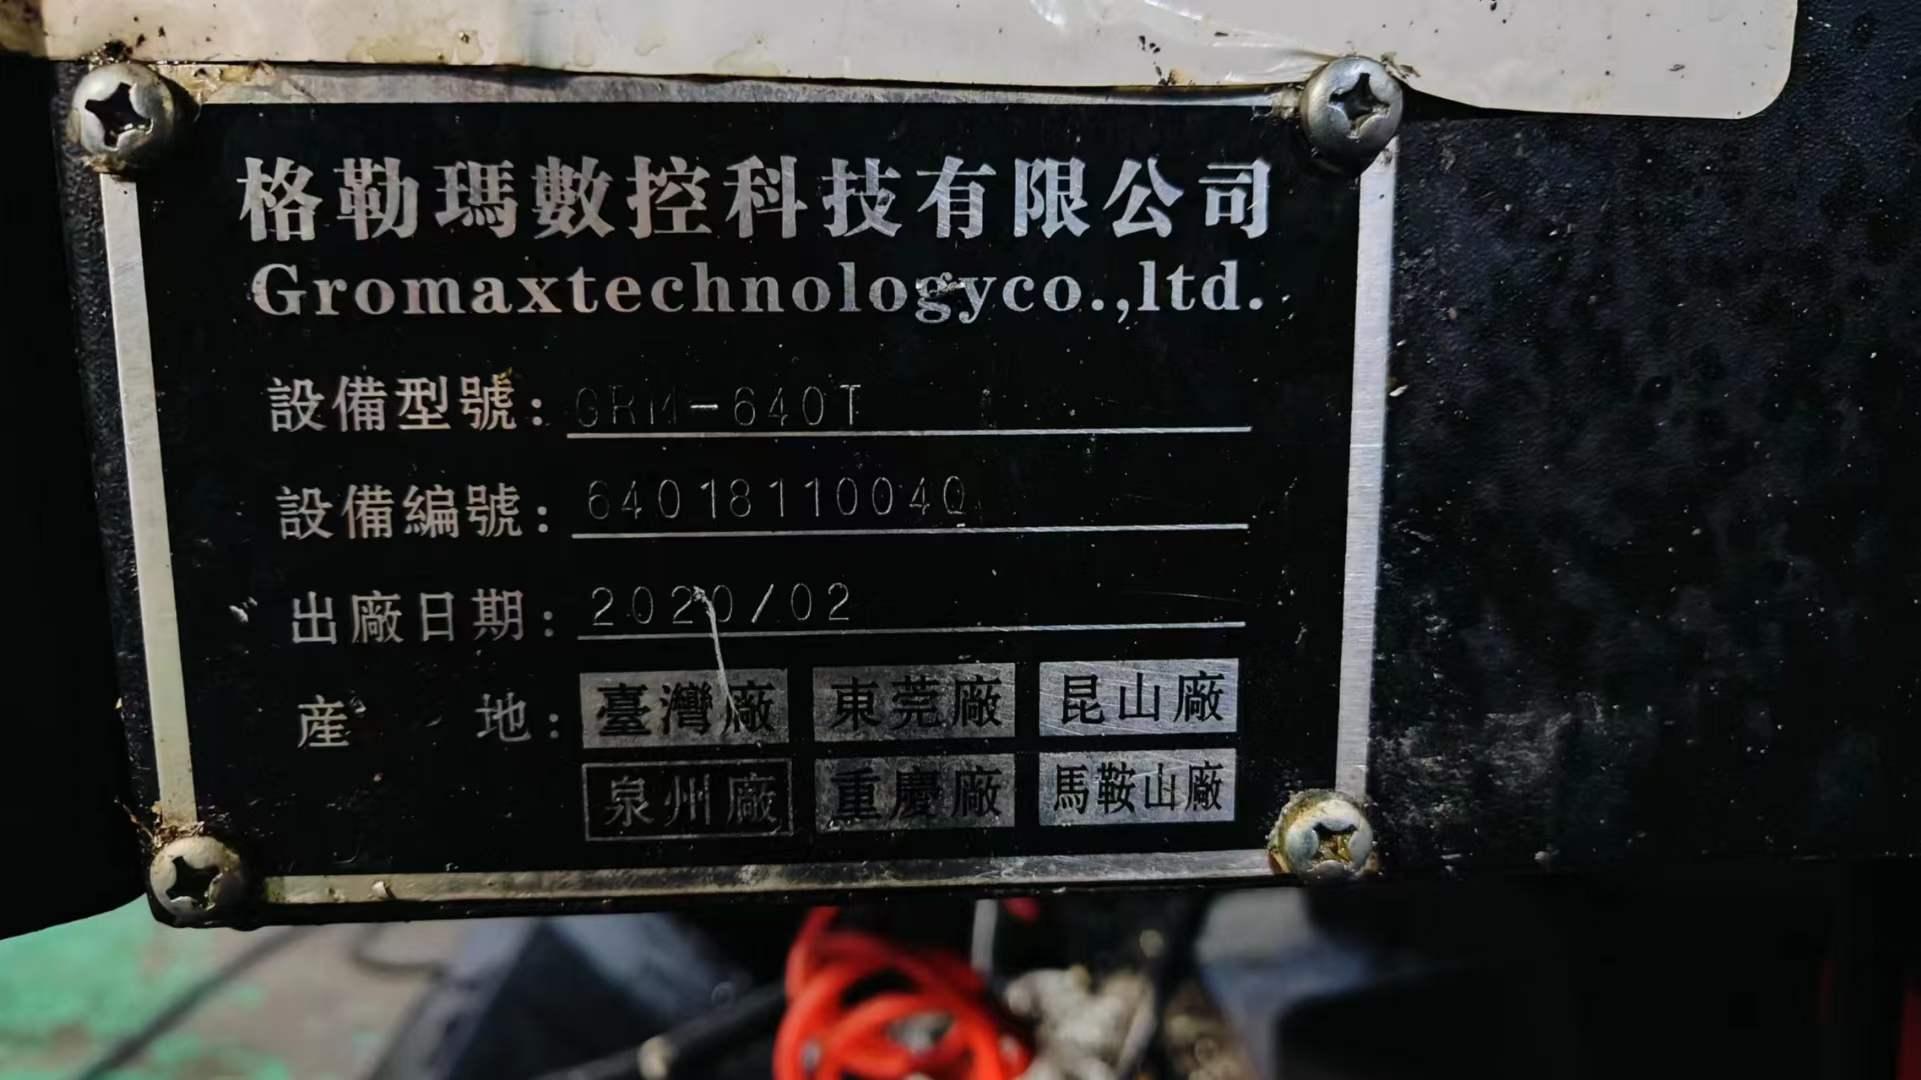 格勒瑪數控科技有限公司
Gromaxtechnologyco.,ltd.
設備型號: GRM-640T
設備編號: 64018110040
出廠日期: 2020/02
産 地: 臺灣廠 東莞廠 昆山廠
泉州廠 重慶廠 馬鞍山廠